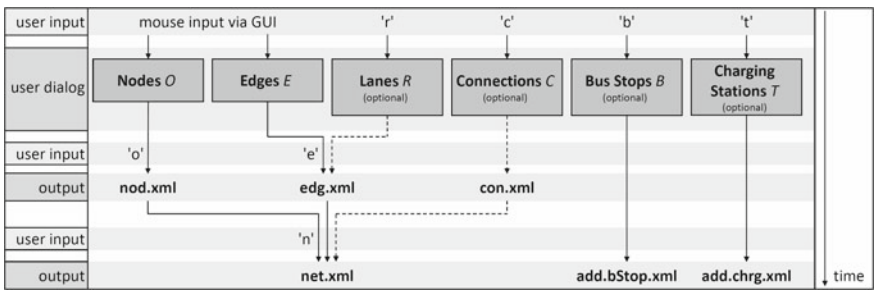 user input mouse input via GUI 'r' 'c' 'b' 't'
user dialog Nodes O Edges E Lanes R (optional) Connections C (optional) Bus Stops B (optional) Charging Stations T (optional)
user input 'o' 'e'
output nod.xml edg.xml con.xml
user input 'n'
output net.xml add.bStop.xml add.chrg.xml time